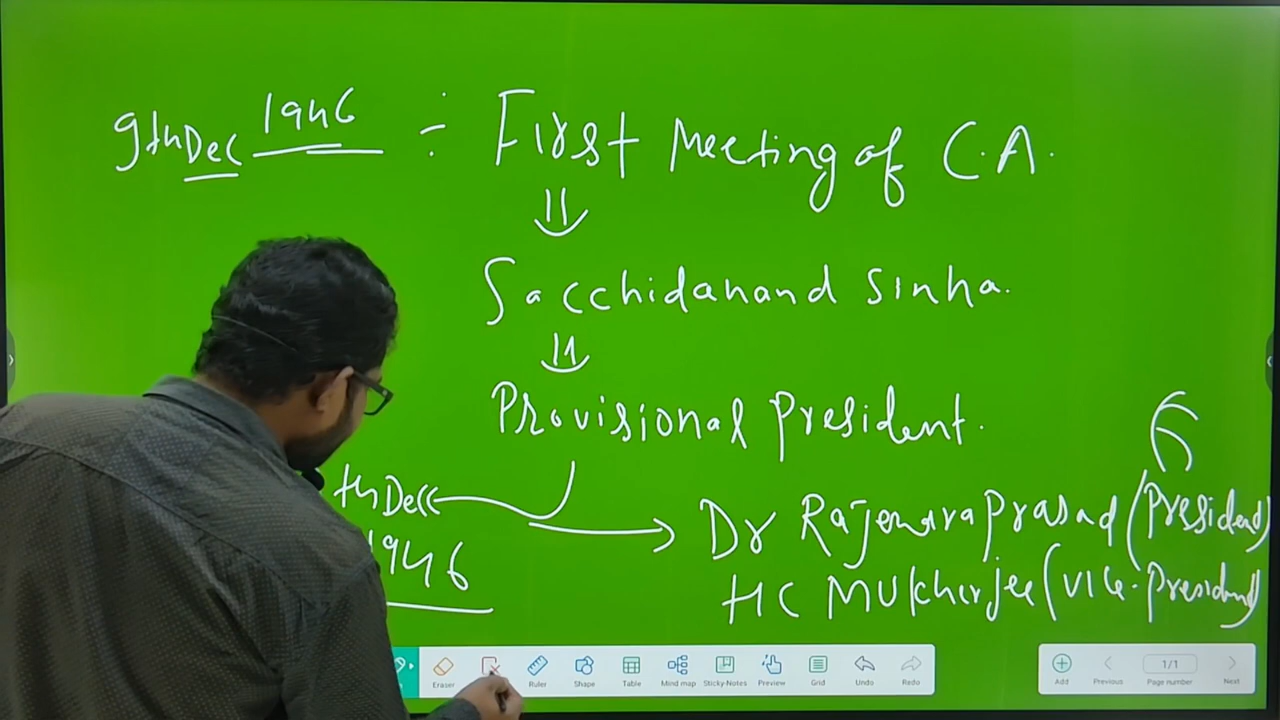 9th Dec 1946 :- First Meeting of C.A.
Sacchidanand Sinha.
Provisional President.
th Dec
1946
Dr Rajendra Prasad (President)
HC Mukherjee (Vice-President)
Eraser
Ruler
Shape
Table
Mind map
Sticky-Notes
Preview
Grid
Undo
Redo
Add
Previous
1/1
Page number
Next